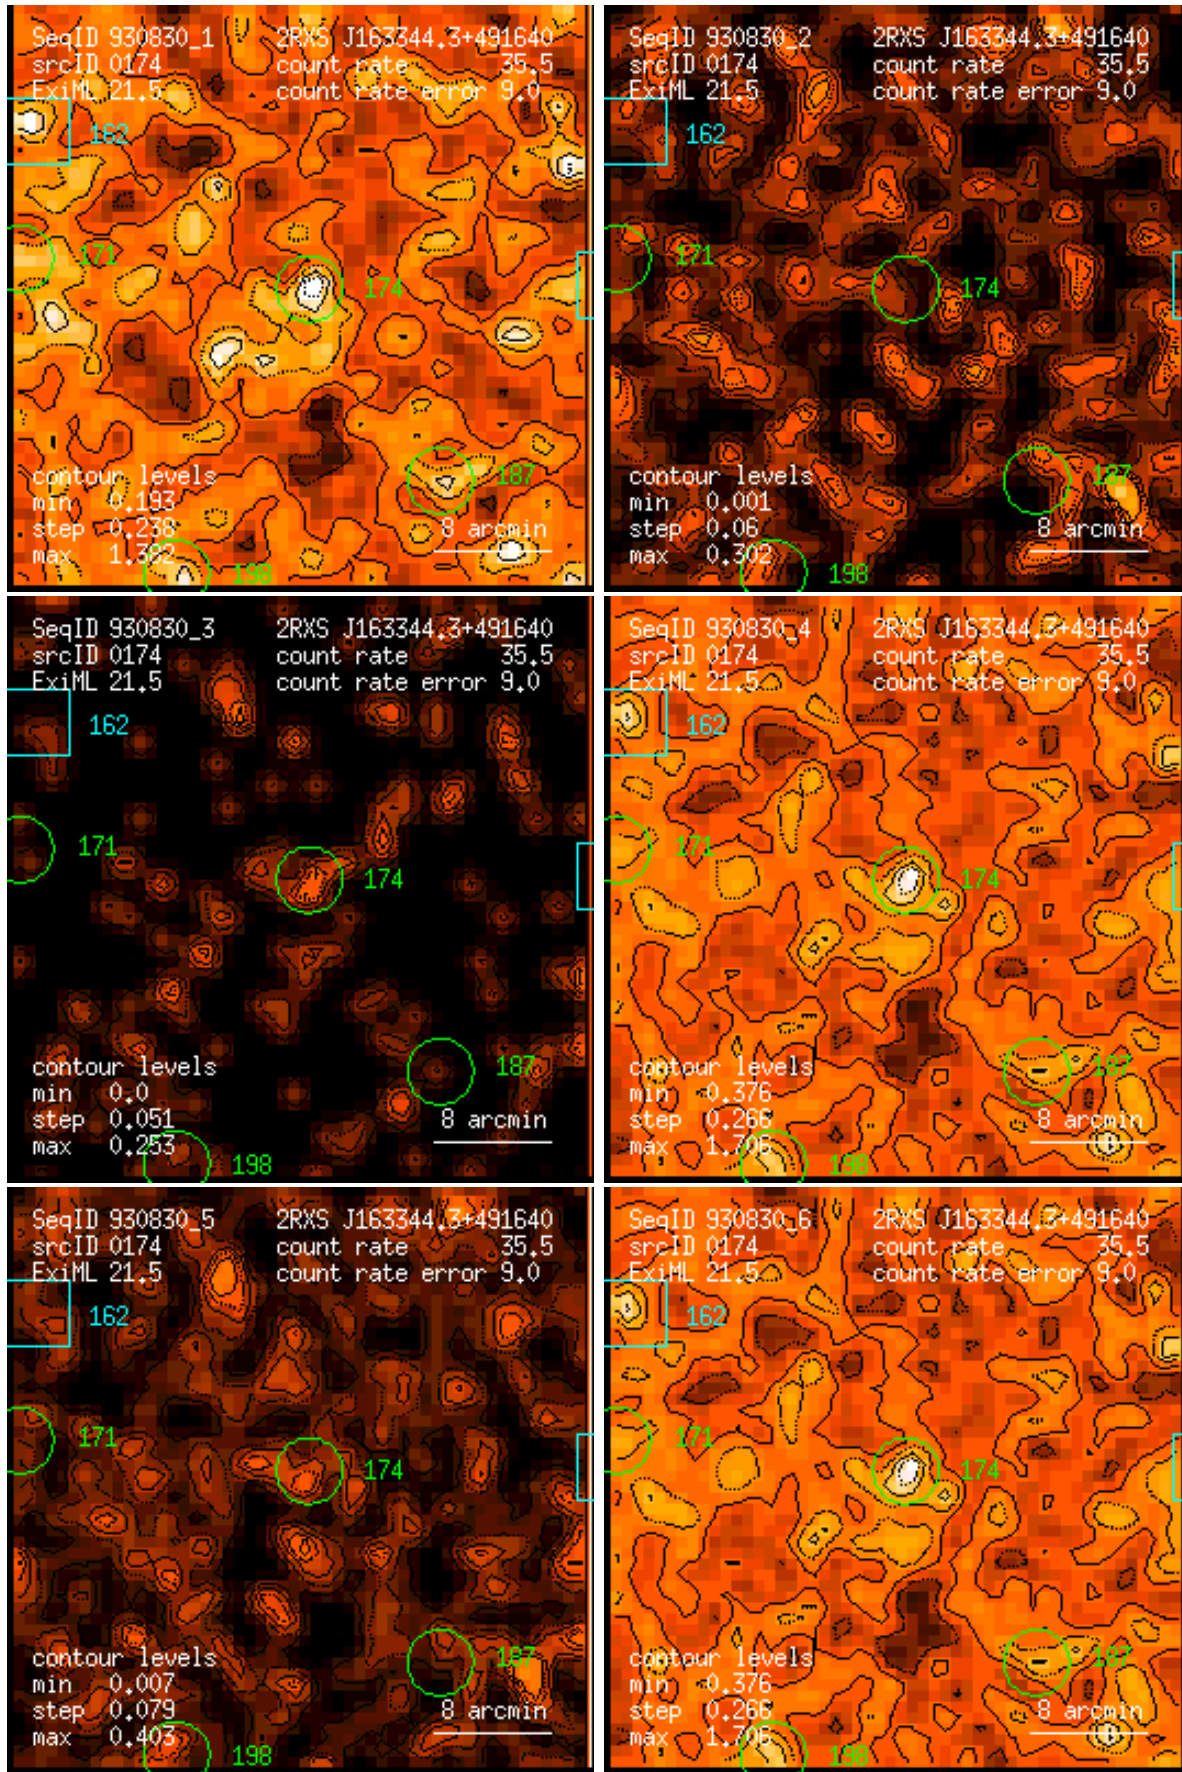 SeqID 930830_1 2RXS J163344.3+491640
srcID 0174 count rate 35.5
ExiML 21.5 count rate error 9.0
162
171
174
contour levels
187
min 0.193
step 0.238 8 arcmin
max 1.382
198
SeqID 930830_2 2RXS J163344.3+491640
srcID 0174 count rate 35.5
ExiML 21.5 count rate error 9.0
162
171
174
contour levels
187
min 0.001
step 0.06 8 arcmin
max 0.302
198
SeqID 930830_3 2RXS J163344.3+491640
srcID 0174 count rate 35.5
ExiML 21.5 count rate error 9.0
162
171
174
contour levels
187
min 0.0
step 0.051 8 arcmin
max 0.253
198
SeqID 930830_4 2RXS J163344.3+491640
srcID 0174 count rate 35.5
ExiML 21.5 count rate error 9.0
162
171
174
contour levels
187
min 0.376
step 0.266 8 arcmin
max 1.706
198
SeqID 930830_5 2RXS J163344.3+491640
srcID 0174 count rate 35.5
ExiML 21.5 count rate error 9.0
162
171
174
contour levels
187
min 0.007
step 0.079 8 arcmin
max 0.403
198
SeqID 930830_6 2RXS J163344.3+491640
srcID 0174 count rate 35.5
ExiML 21.5 count rate error 9.0
162
171
174
contour levels
187
min 0.376
step 0.266 8 arcmin
max 1.706
198